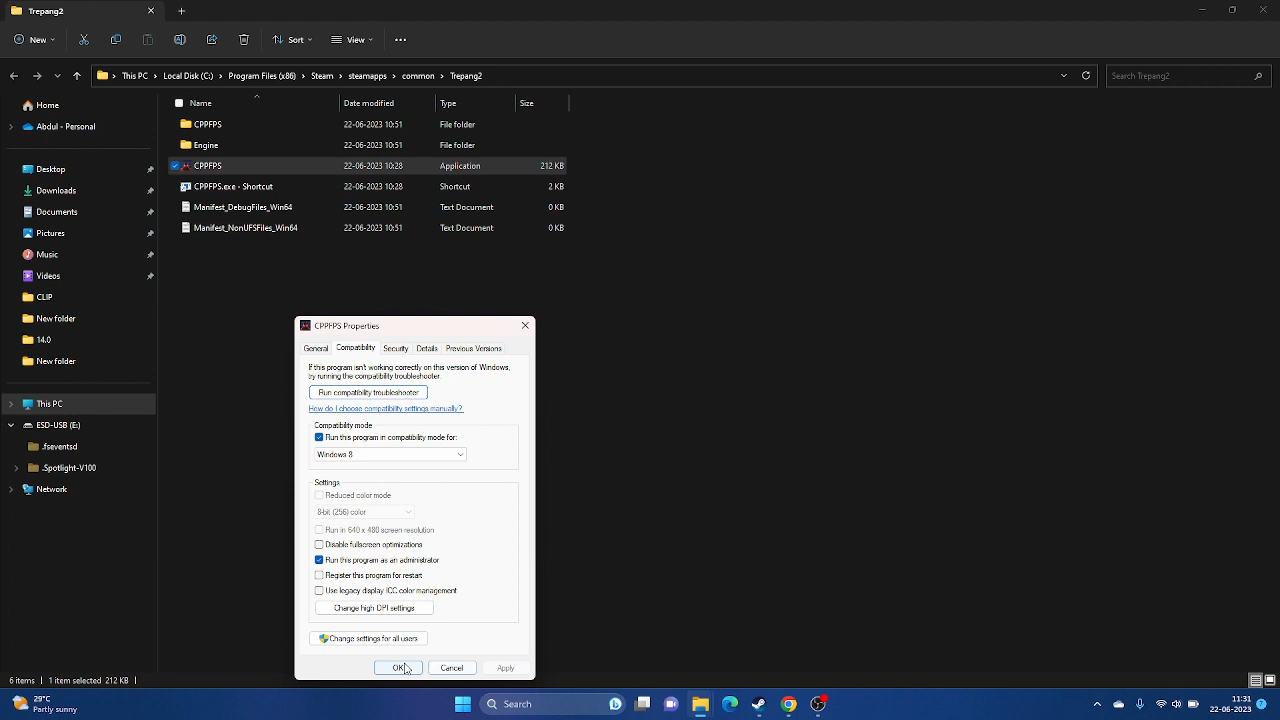 Trepang2
New
Sort
View
This PC > Local Disk (C:) > Program Files (x86) > Steam > steamapps > common > Trepang2
Search Trepang2
Home
Abdul - Personal
Desktop
Downloads
Documents
Pictures
Music
Videos
CLIP
New folder
14.0
New folder
This PC
ESD-USB (D:)
.fseventsd
.Spotlight-V100
Network
Name Date modified Type Size
CPPFPS 22-06-2023 10:51 File folder
Engine 22-06-2023 10:51 File folder
CPPFPS 22-06-2023 10:28 Application 212 KB
CPPFPS.exe - Shortcut 22-06-2023 10:28 Shortcut 2 KB
Manifest_DebugFiles_Win64 22-06-2023 10:51 Text Document 0 KB
Manifest_NonUFSFiles_Win64 22-06-2023 10:51 Text Document 0 KB
CPPFPS Properties
General Compatibility Security Details Previous Versions
If this program isn't working correctly on this version of Windows,
try running the compatibility troubleshooter.
Run compatibility troubleshooter
How do I choose compatibility settings manually?
Compatibility mode
Run this program in compatibility mode for:
Windows 8
Settings
Reduced color mode
8-bit (256) color
Run in 640 x 480 screen resolution
Disable fullscreen optimizations
Run this program as an administrator
Register this program for restart
Use legacy display ICC color management
Change high DPI settings
Change settings for all users
OK Cancel Apply
6 items 1 item selected 212 KB
29°C
Partly sunny
Search
11:31
22-06-2023